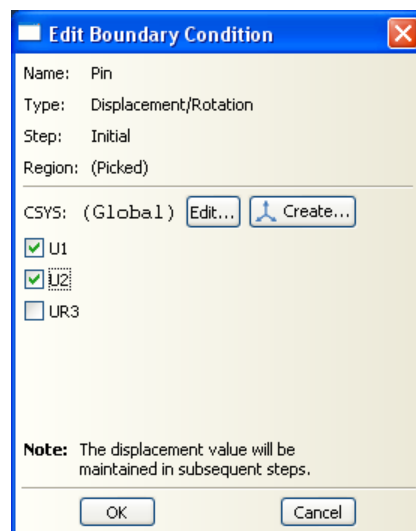 Edit Boundary Condition
Name: Pin
Type: Displacement/Rotation
Step: Initial
Region: (Picked)
CSYS: (Global) Edit... Create...
U1
U2
UR3
Note: The displacement value will be
maintained in subsequent steps.
OK Cancel